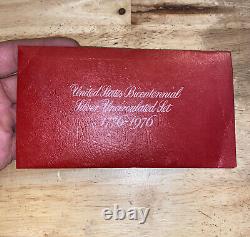 United States Bicentennial
Silver Uncirculated Set
1776-1976